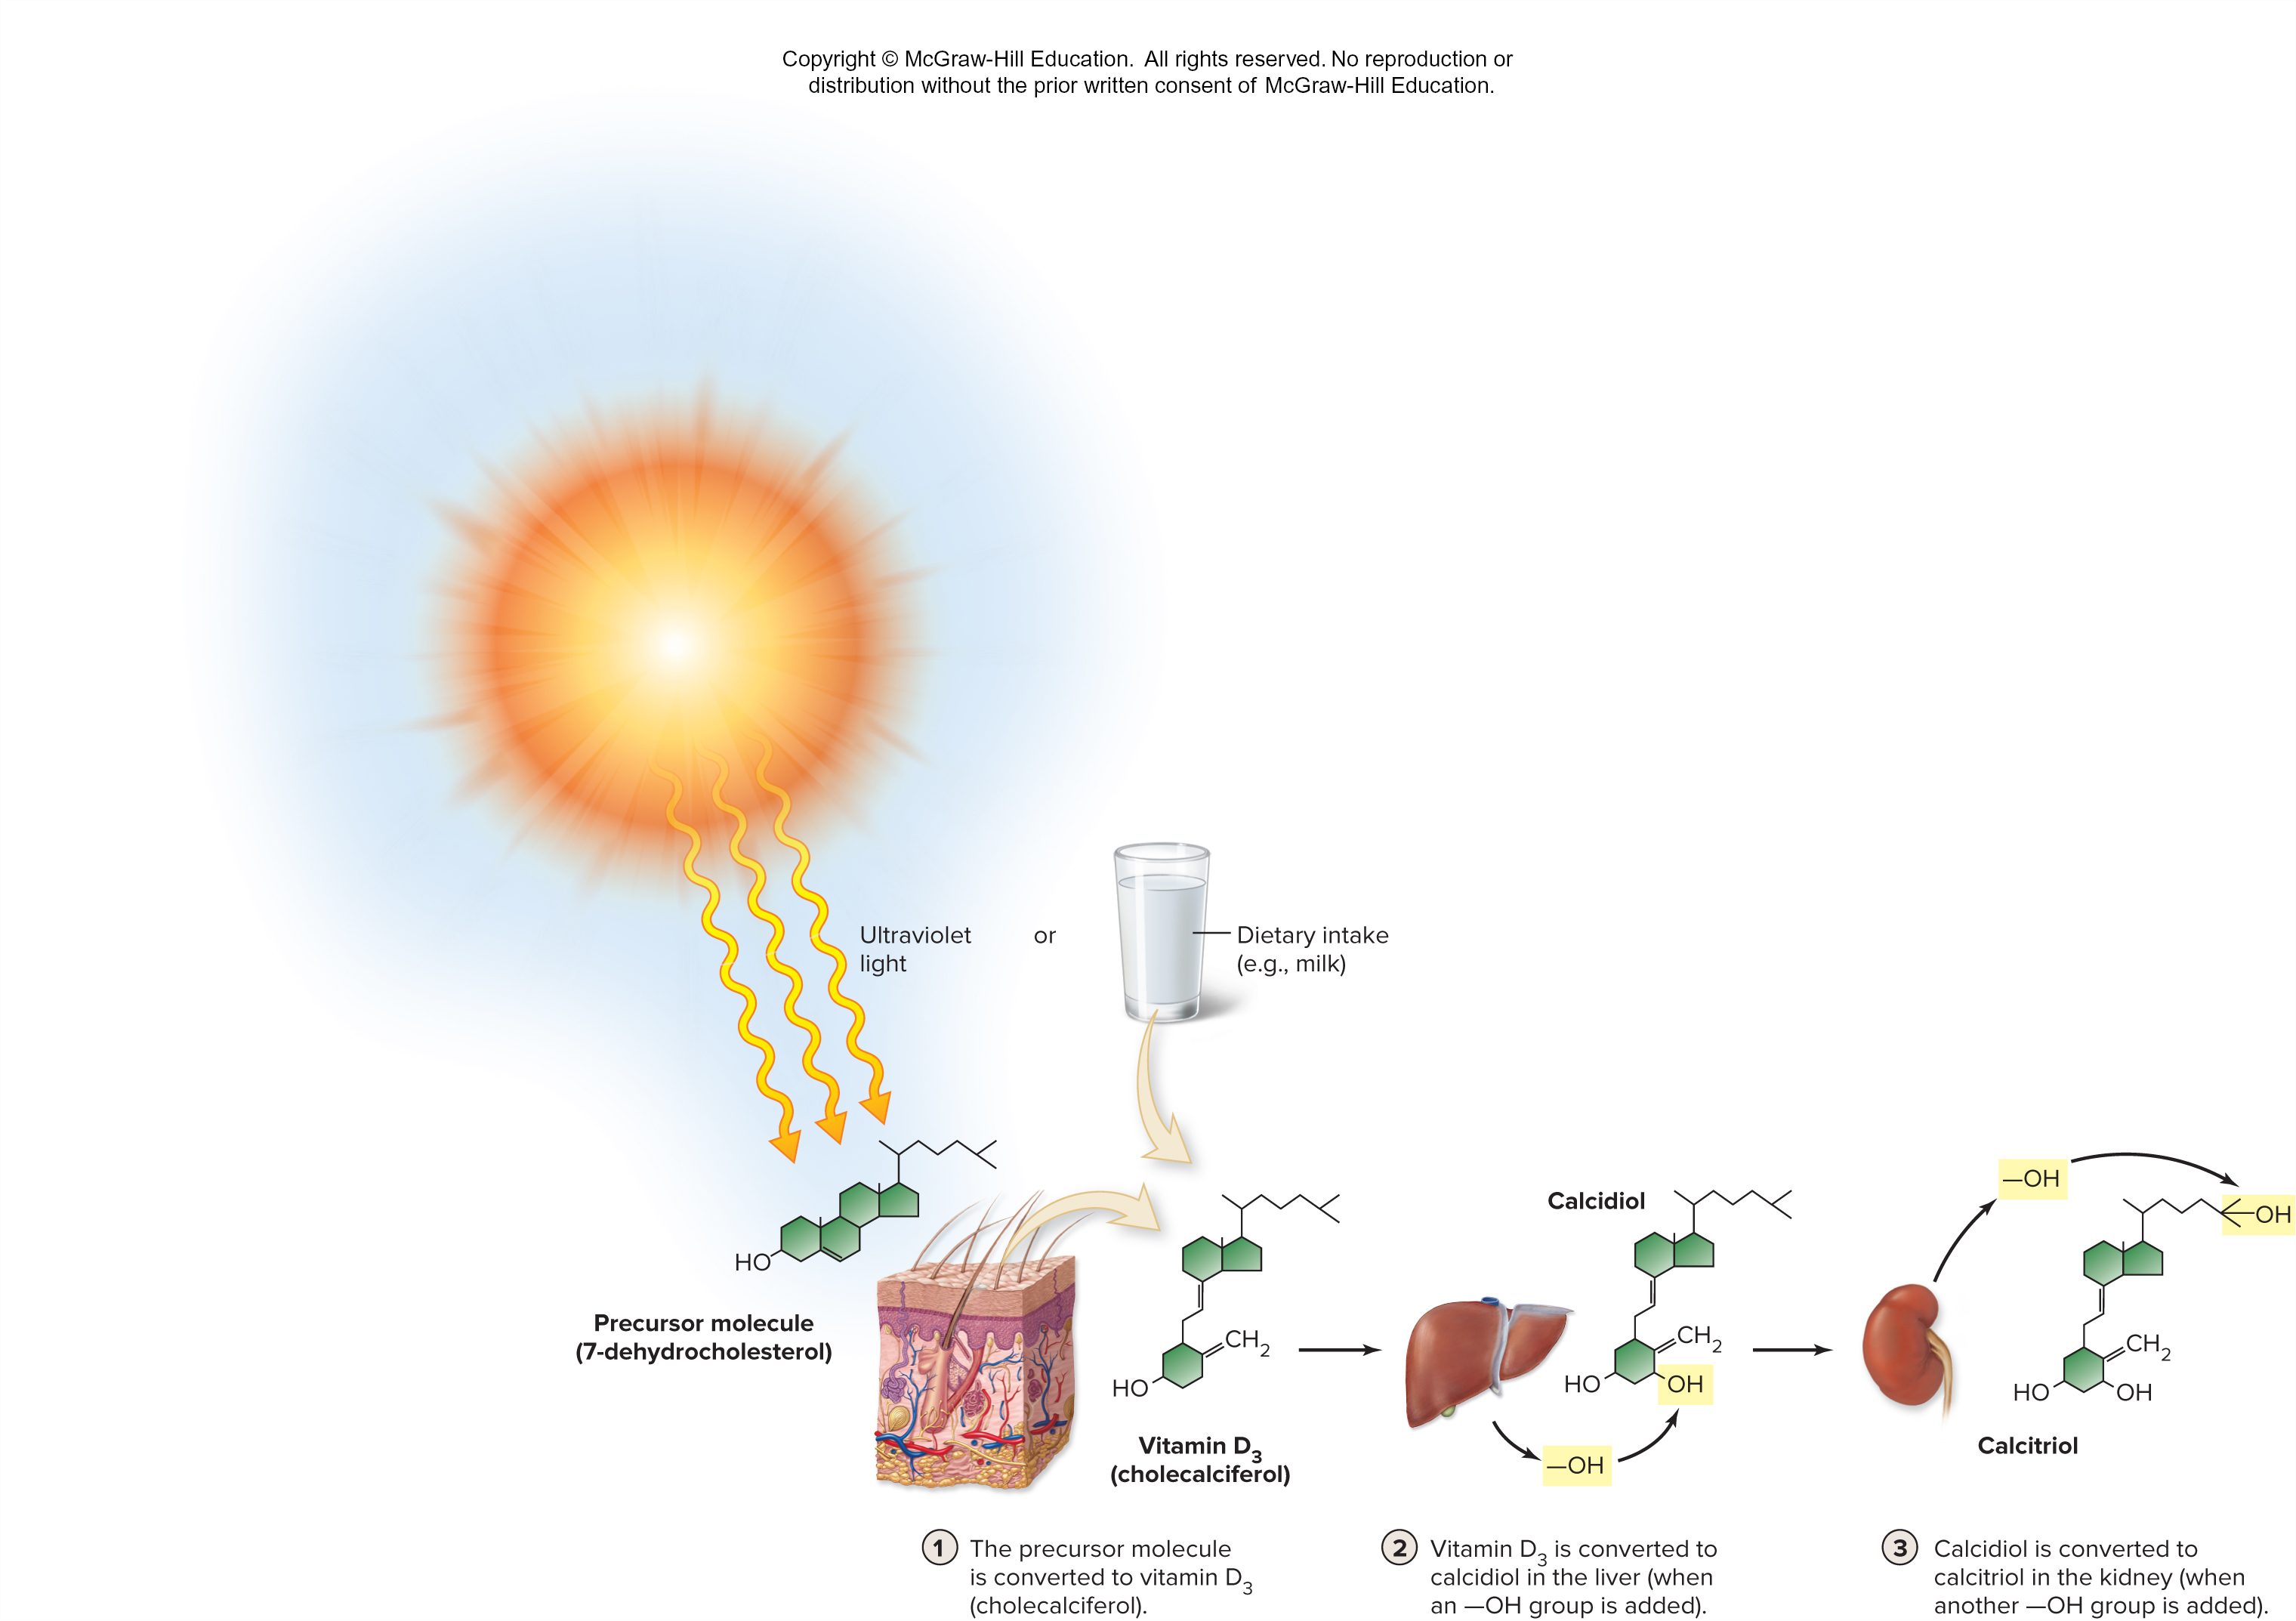 Copyright © McGraw-Hill Education. All rights reserved. No reproduction or
distribution without the prior written consent of McGraw-Hill Education.
Ultraviolet
light
or
Dietary intake
(e.g., milk)
HO
Precursor molecule
(7-dehydrocholesterol)
CH₂
HO
Vitamin D₃
(cholecalciferol)
Calcidiol
CH₂
HO
OH
—OH
—OH
—OH
CH₂
HO
OH
Calcitriol
1 The precursor molecule
is converted to vitamin D₃
(cholecalciferol).
2 Vitamin D₃ is converted to
calcidiol in the liver (when
an —OH group is added).
3 Calcidiol is converted to
calcitriol in the kidney (when
another —OH group is added).